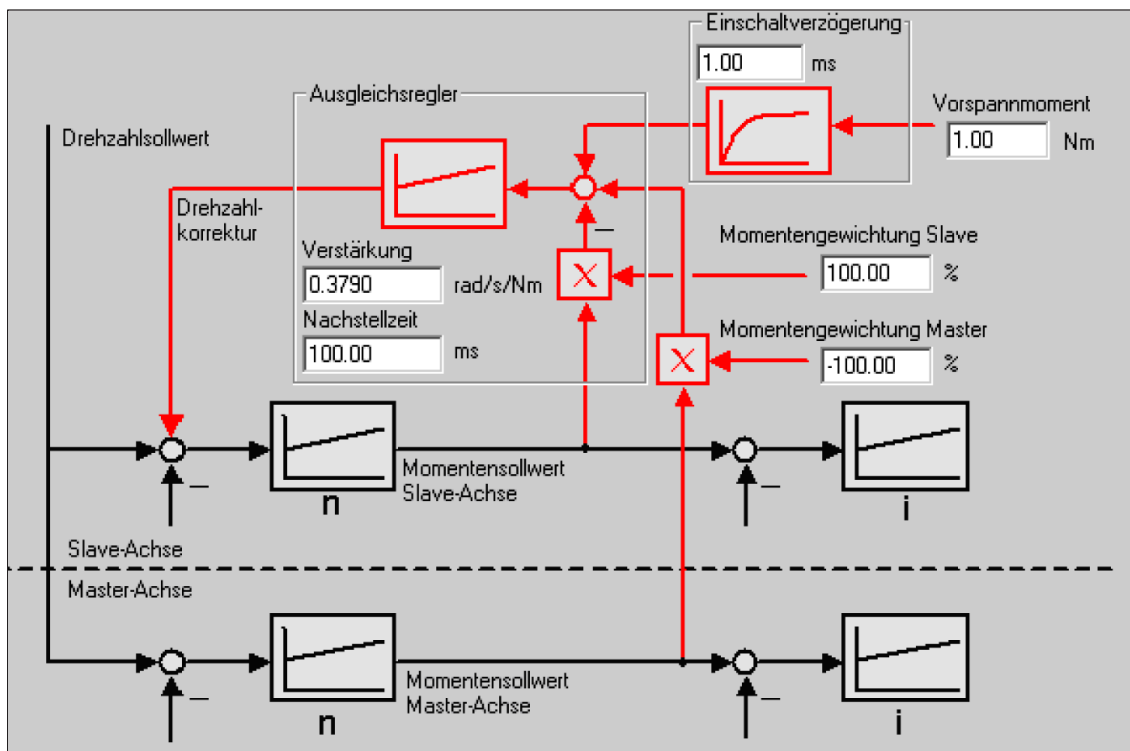 Einschaltverzögerung
1.00 ms
Ausgleichsregler
Vorspannmoment
1.00 Nm
Drehzahlsollwert
Drehzahl-
korrektur
Verstärkung
0.3790 rad/s/Nm
Nachstellzeit
100.00 ms
X
Momentengewichtung Slave
100.00 %
Momentengewichtung Master
X
-100.00 %
Momentensollwert
Slave-Achse
n
i
Slave-Achse
Master-Achse
Momentensollwert
Master-Achse
n
i